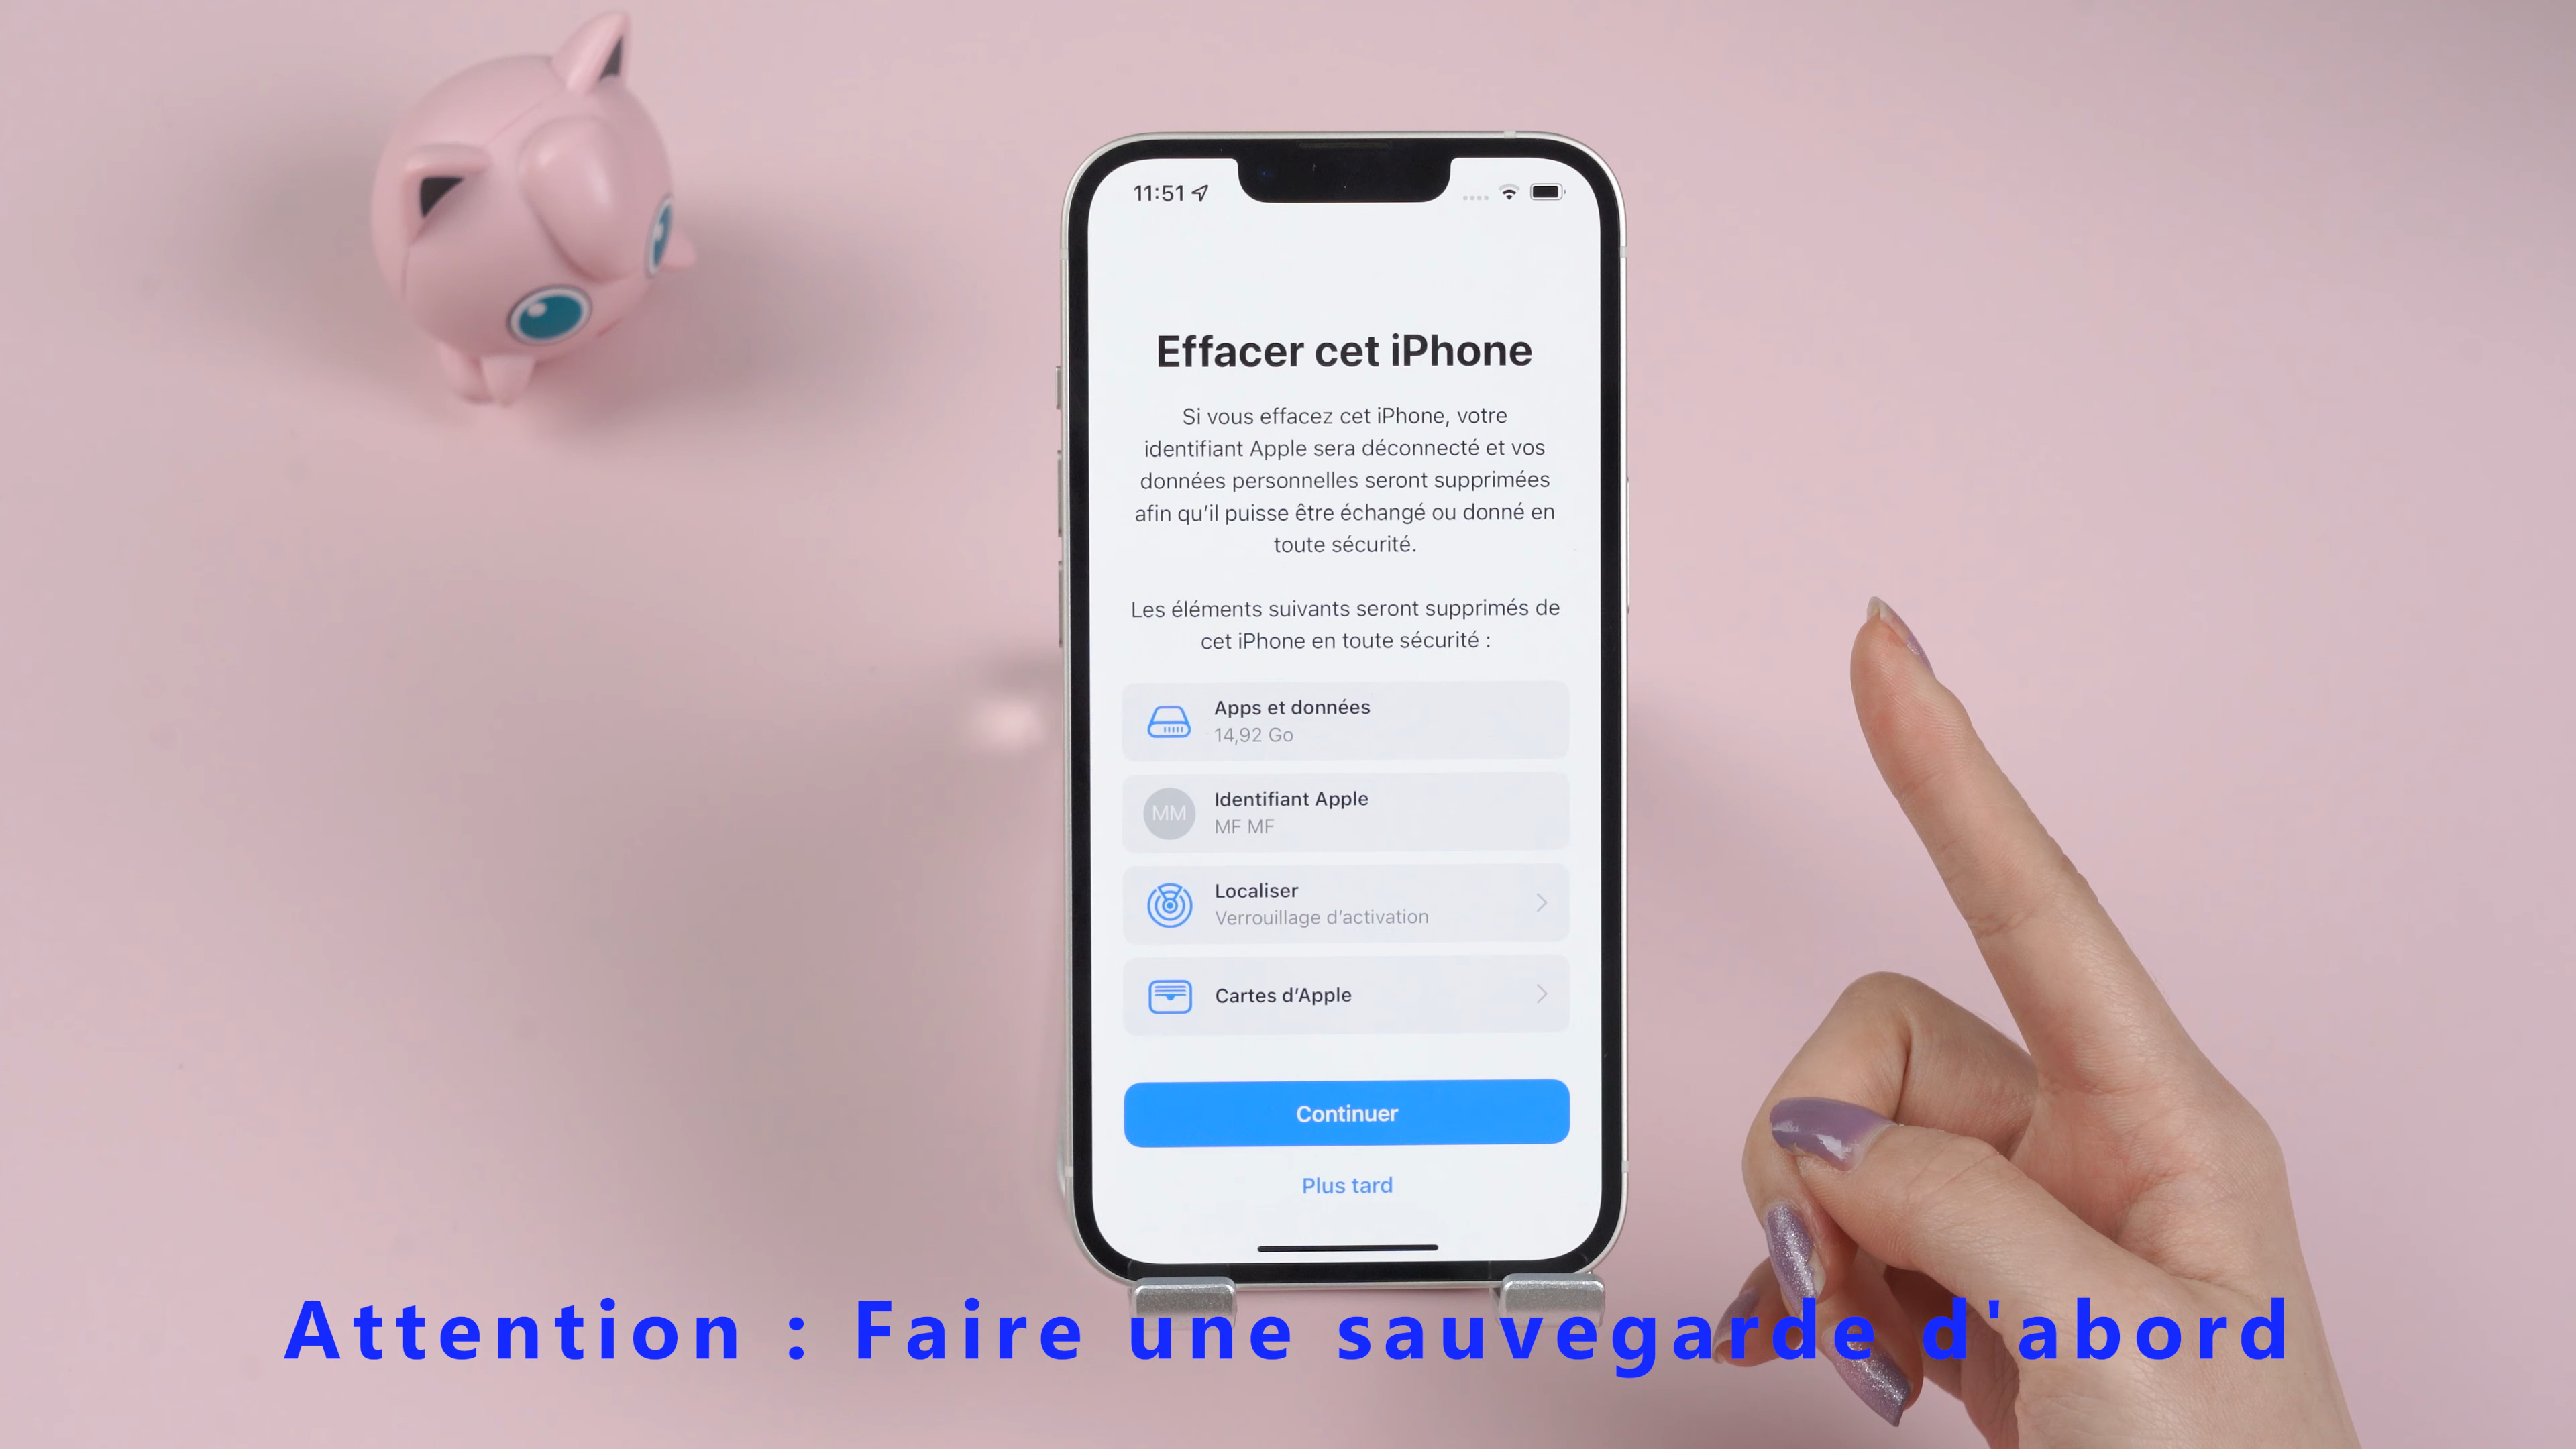 11:51
Effacer cet iPhone
Si vous effacez cet iPhone, votre
identifiant Apple sera déconnecté et vos
données personnelles seront supprimées
afin qu’il puisse être échangé ou donné en
toute sécurité.
Les éléments suivants seront supprimés de
cet iPhone en toute sécurité :
Apps et données
14,92 Go
MM
Identifiant Apple
MF MF
Localiser
Verrouillage d’activation
Cartes d’Apple
Continuer
Plus tard
Attention : Faire une sauvegarde d'abord